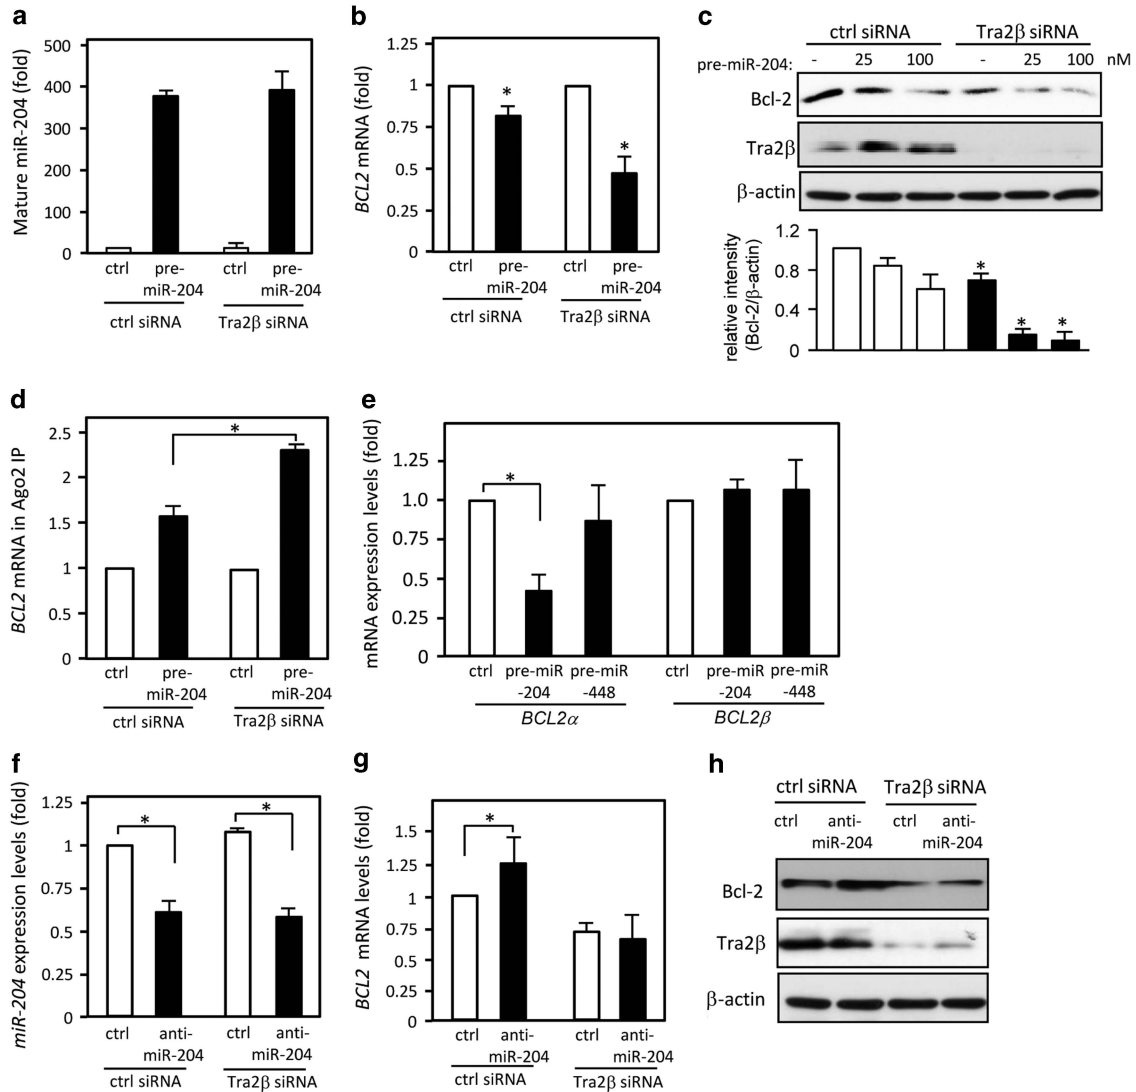 a
Mature miR-204 (fold)
500
400
300
200
100
0
ctrl pre-miR-204 ctrl pre-miR-204
ctrl siRNA Tra2β siRNA
b
BCL2 mRNA (fold)
1.25
1
0.75
0.5
0.25
0
* *
ctrl pre-miR-204 ctrl pre-miR-204
ctrl siRNA Tra2β siRNA
c
ctrl siRNA Tra2β siRNA
pre-miR-204: - 25 100 - 25 100 nM
Bcl-2
Tra2β
β-actin
relative intensity
(Bcl-2/β-actin)
1.2
0.8
0.4
0
* * *
d
BCL2 mRNA in Ago2 IP
2.5
2
1.5
1
0.5
0
*
ctrl pre-miR-204 ctrl pre-miR-204
ctrl siRNA Tra2β siRNA
e
mRNA expression levels (fold)
1.25
1.0
0.75
0.5
0.25
0
*
ctrl pre-miR-204 pre-miR-448 ctrl pre-miR-204 pre-miR-448
BCL2α BCL2β
f
miR-204 expression levels (fold)
1.25
1
0.75
0.5
0.25
0
* *
ctrl anti-miR-204 ctrl anti-miR-204
ctrl siRNA Tra2β siRNA
g
BCL2 mRNA levels (fold)
1.5
1.25
1
0.75
0.5
0.25
0
*
ctrl anti-miR-204 ctrl anti-miR-204
ctrl siRNA Tra2β siRNA
h
ctrl siRNA Tra2β siRNA
ctrl anti-miR-204 ctrl anti-miR-204
Bcl-2
Tra2β
β-actin